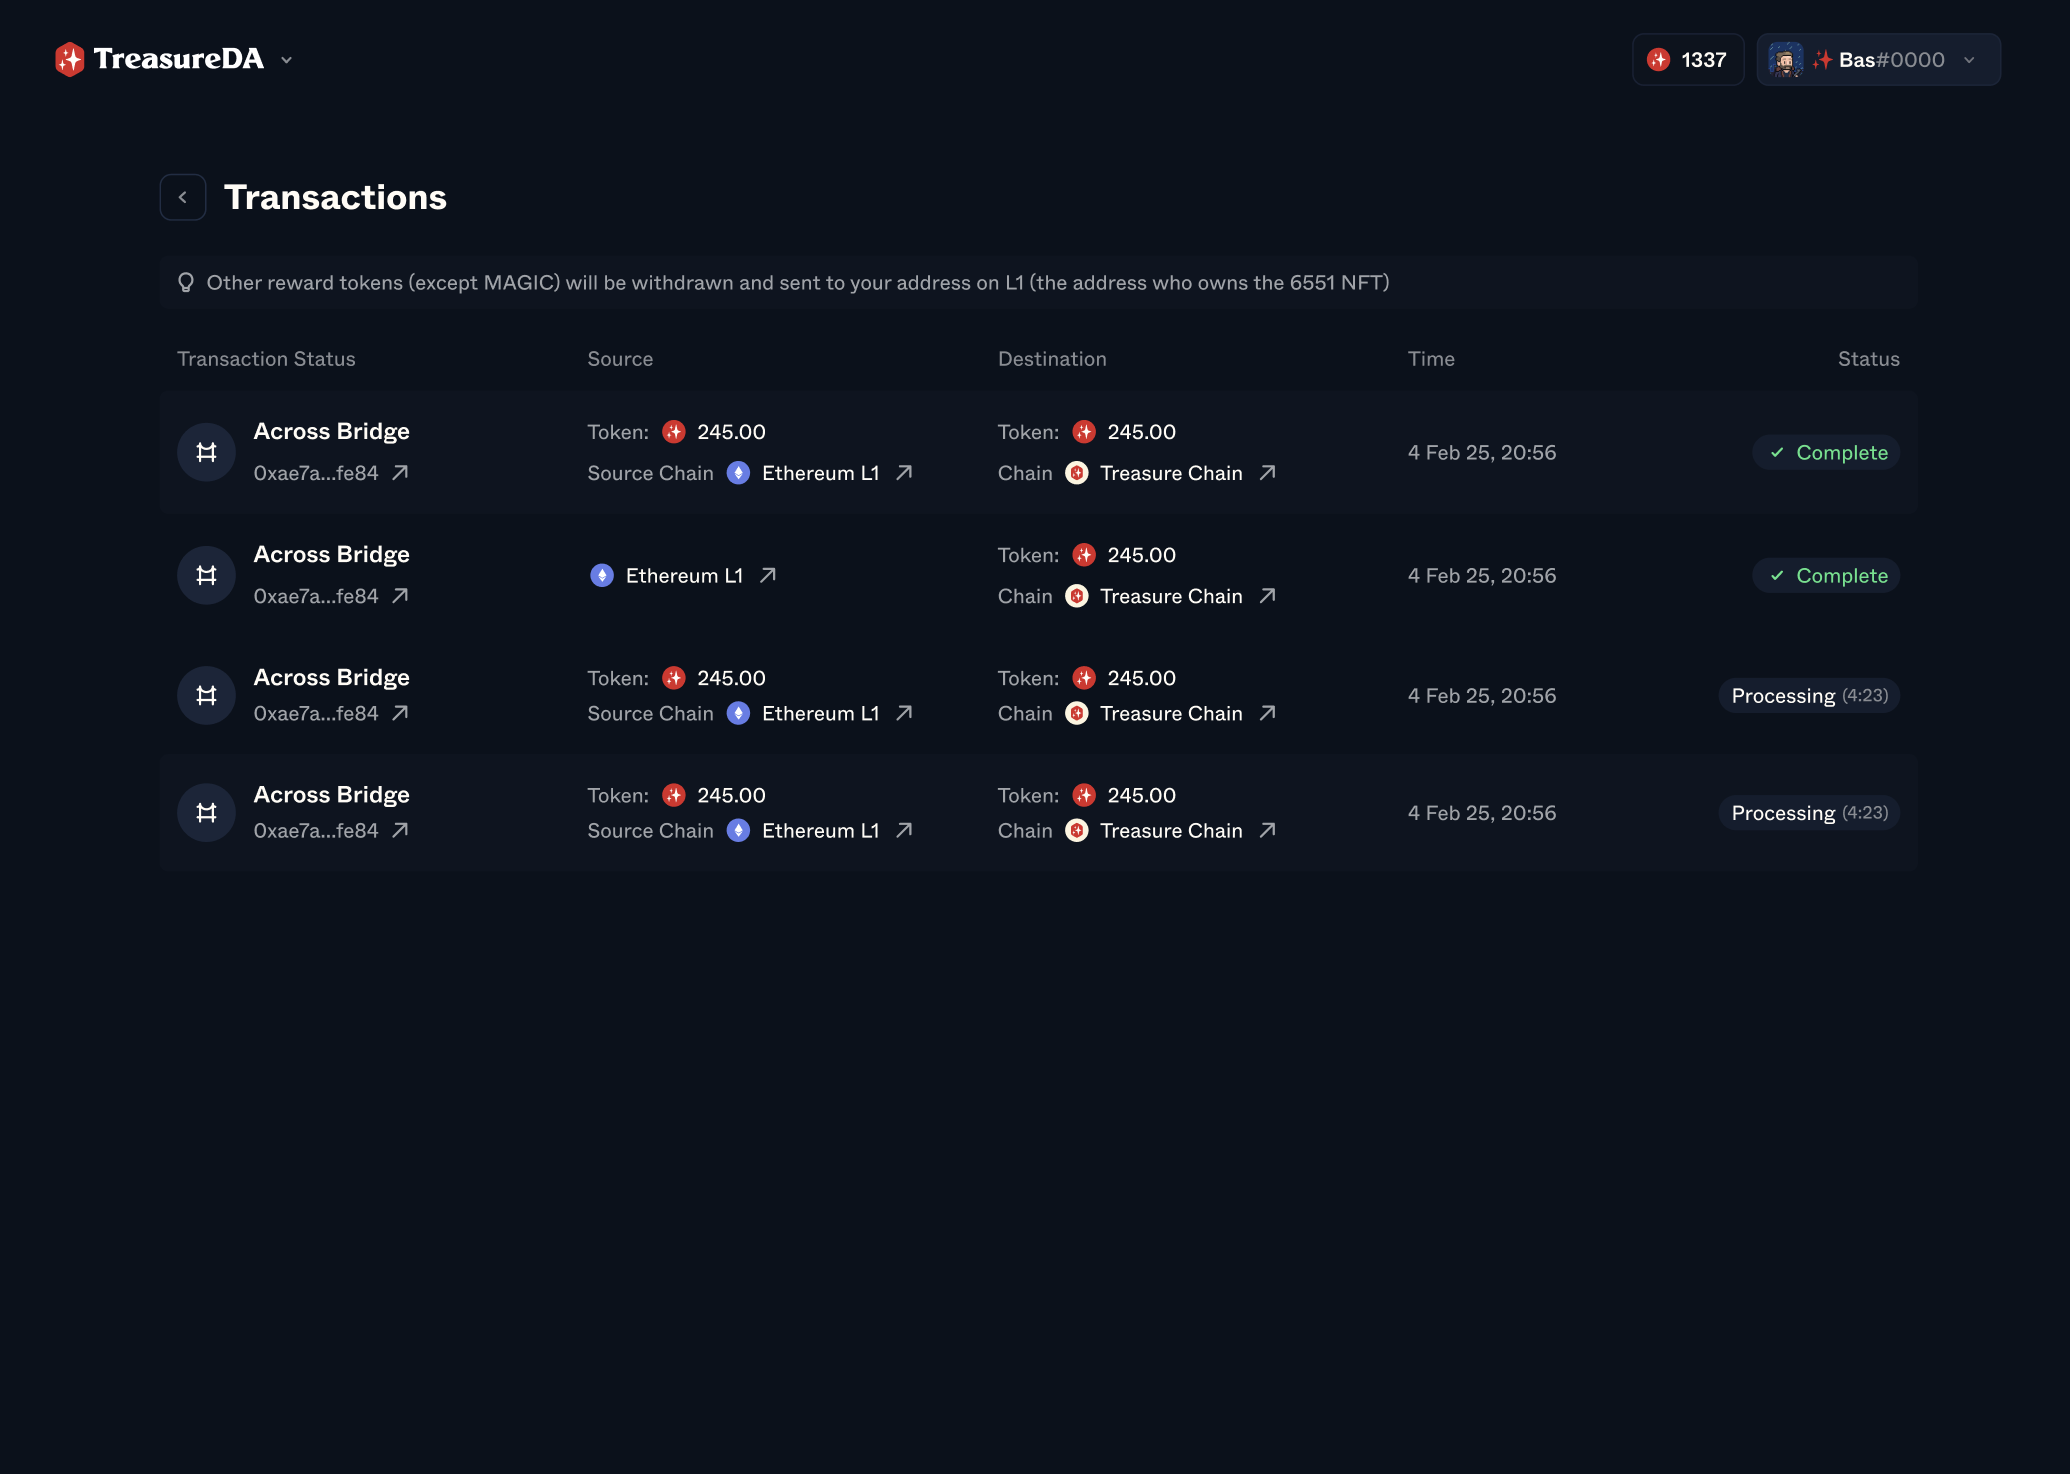 TreasureDA
1337
Bas#0000
Transactions
Other reward tokens (except MAGIC) will be withdrawn and sent to your address on L1 (the address who owns the 6551 NFT)
Transaction Status Source Destination Time Status
Across Bridge
0xae7a...fe84
Token: 245.00
Source Chain Ethereum L1
Token: 245.00
Chain Treasure Chain
4 Feb 25, 20:56
Complete
Across Bridge
0xae7a...fe84
Ethereum L1
Token: 245.00
Chain Treasure Chain
4 Feb 25, 20:56
Complete
Across Bridge
0xae7a...fe84
Token: 245.00
Source Chain Ethereum L1
Token: 245.00
Chain Treasure Chain
4 Feb 25, 20:56
Processing (4:23)
Across Bridge
0xae7a...fe84
Token: 245.00
Source Chain Ethereum L1
Token: 245.00
Chain Treasure Chain
4 Feb 25, 20:56
Processing (4:23)